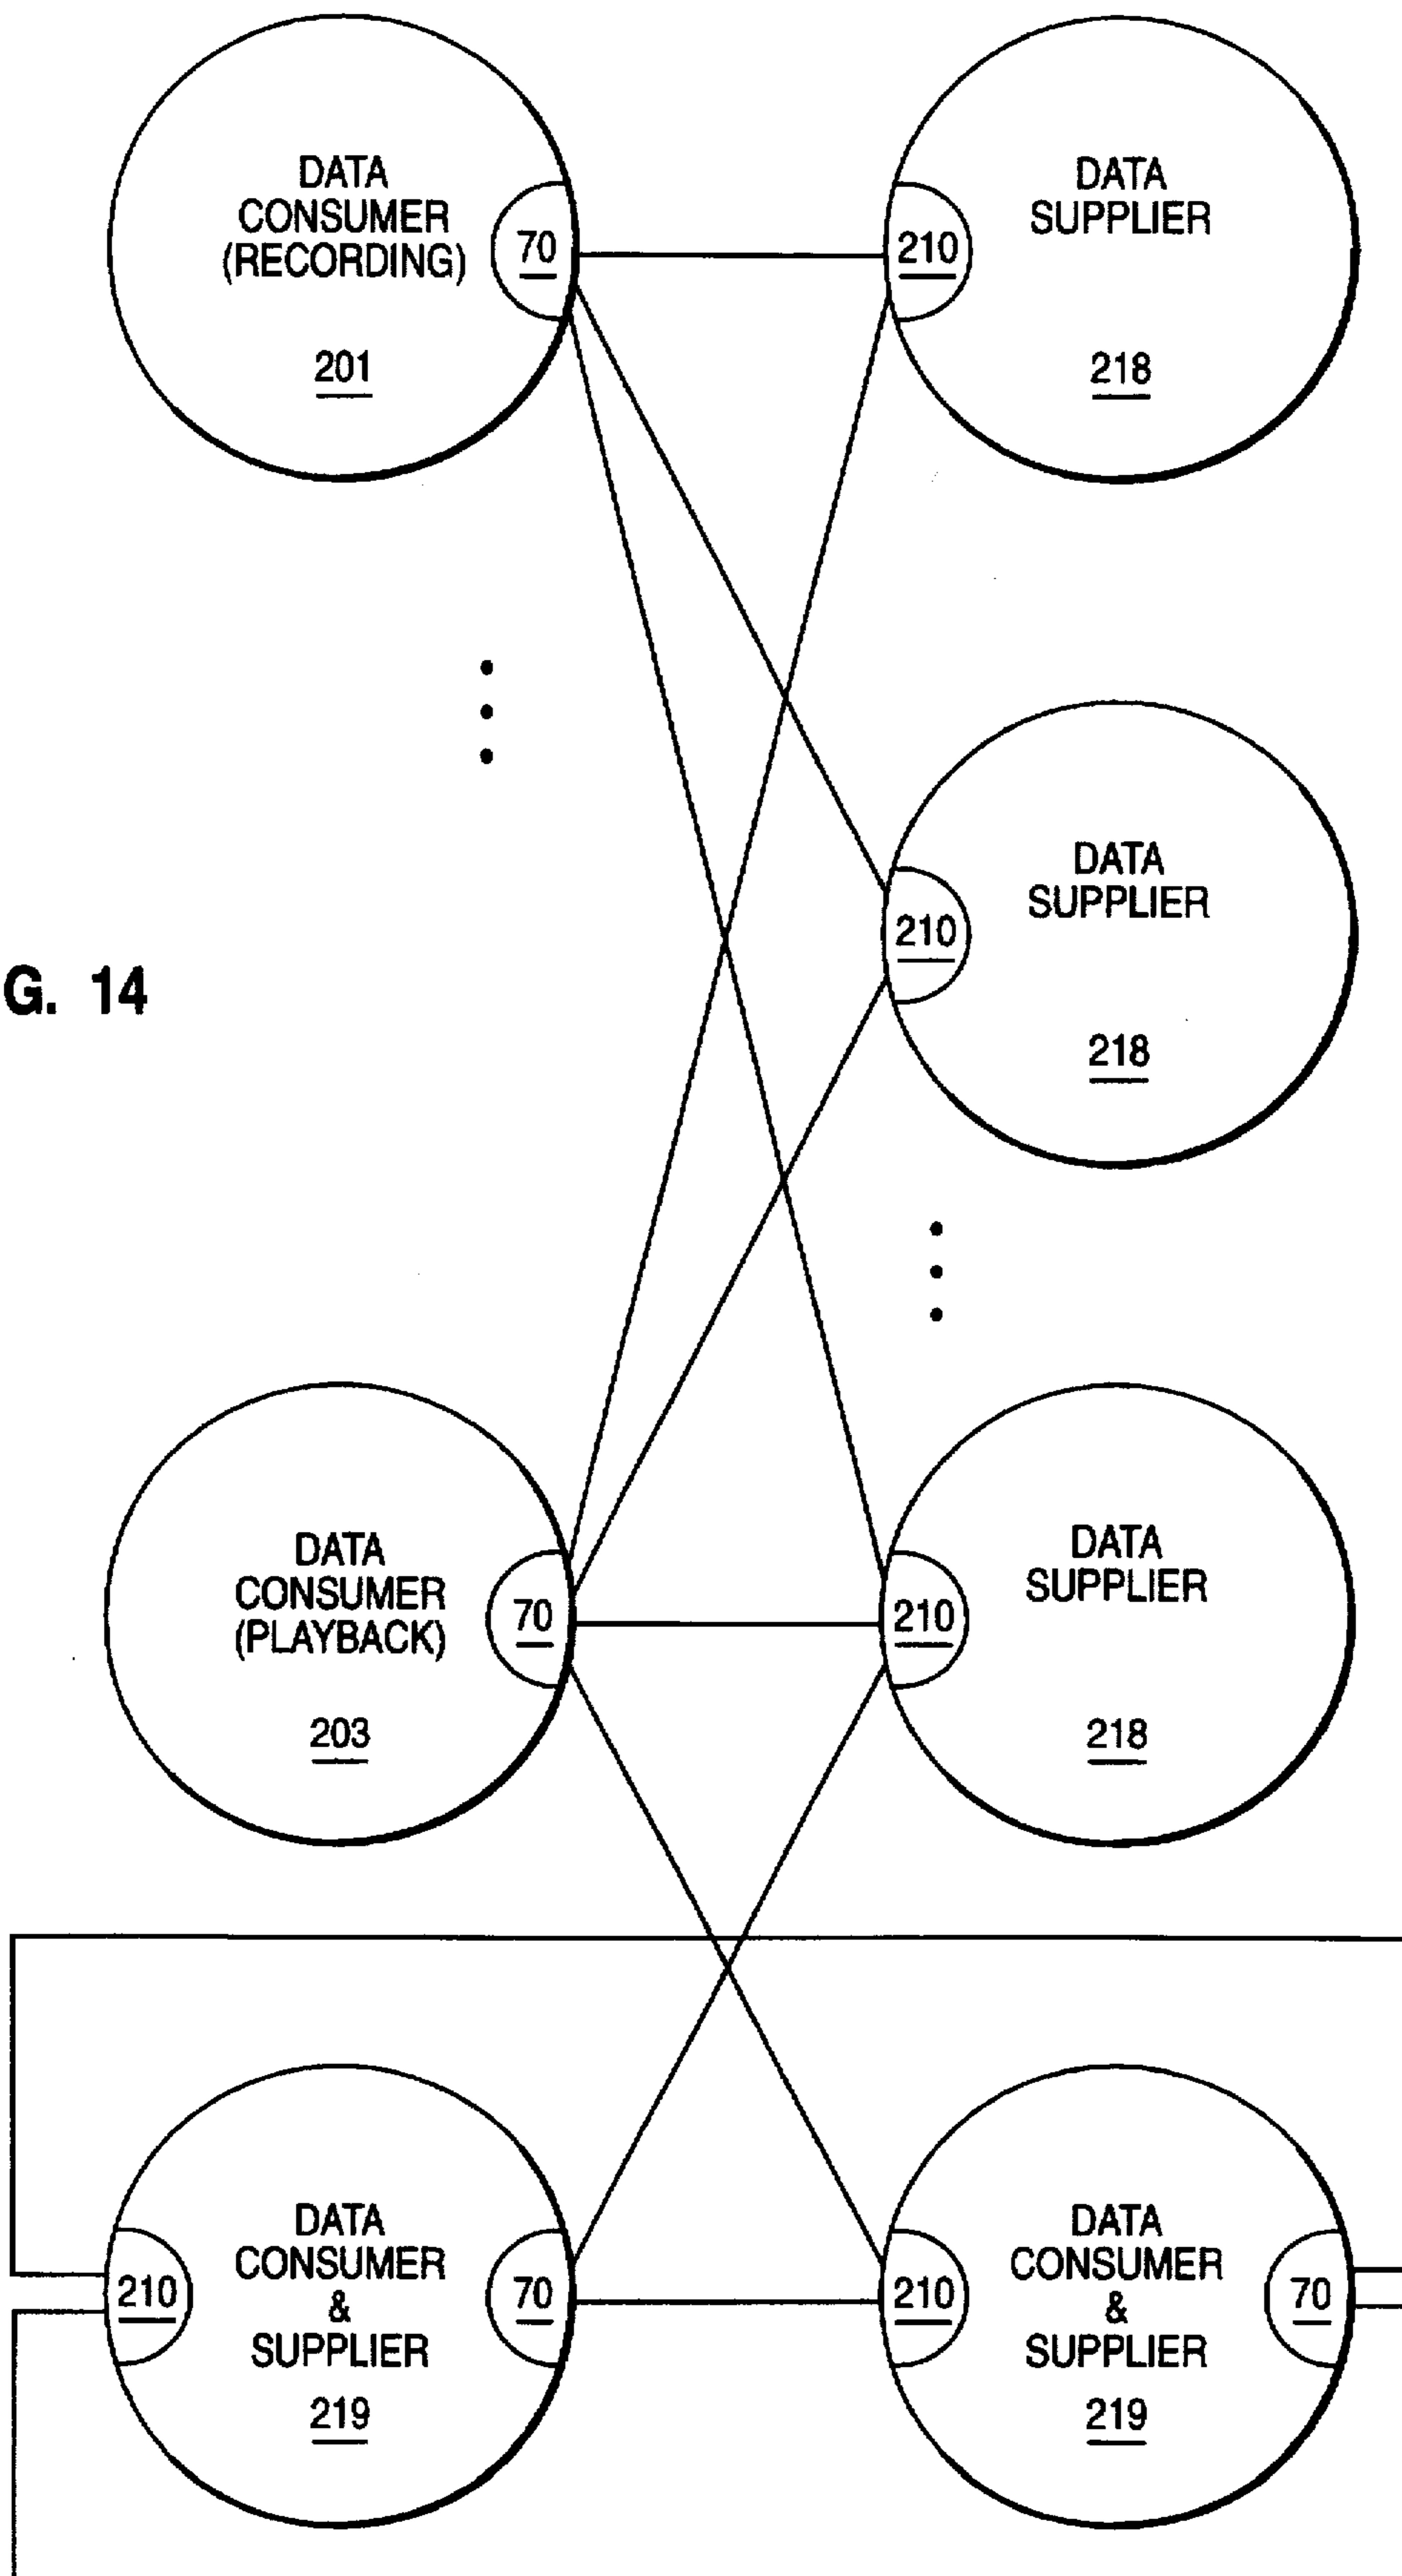 DATA
CONSUMER
(RECORDING)
70
201
DATA
SUPPLIER
210
218
DATA
SUPPLIER
210
218
G. 14
DATA
CONSUMER
(PLAYBACK)
70
203
DATA
SUPPLIER
210
218
DATA
CONSUMER
&
SUPPLIER
210
70
219
DATA
CONSUMER
&
SUPPLIER
210
70
219